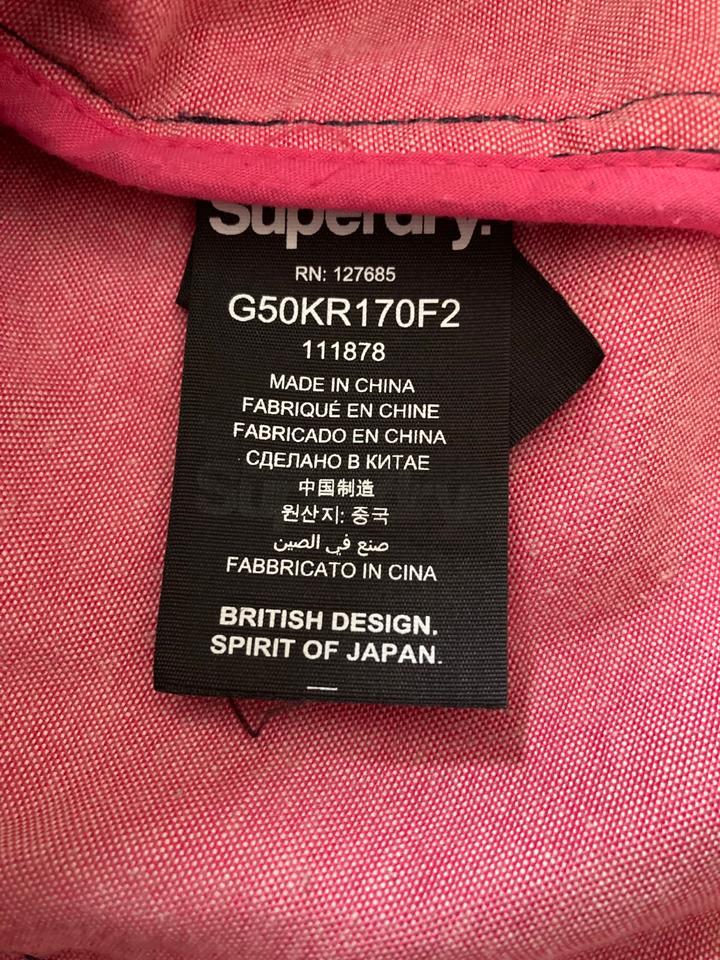 Superdry.
RN: 127685
G50KR170F2
111878
MADE IN CHINA
FABRIQUÉ EN CHINE
FABRICADO EN CHINA
СДЕЛАНО В КИТАЕ
中国制造
원산지: 중국
صنع في الصين
FABBRICATO IN CINA
BRITISH DESIGN.
SPIRIT OF JAPAN.